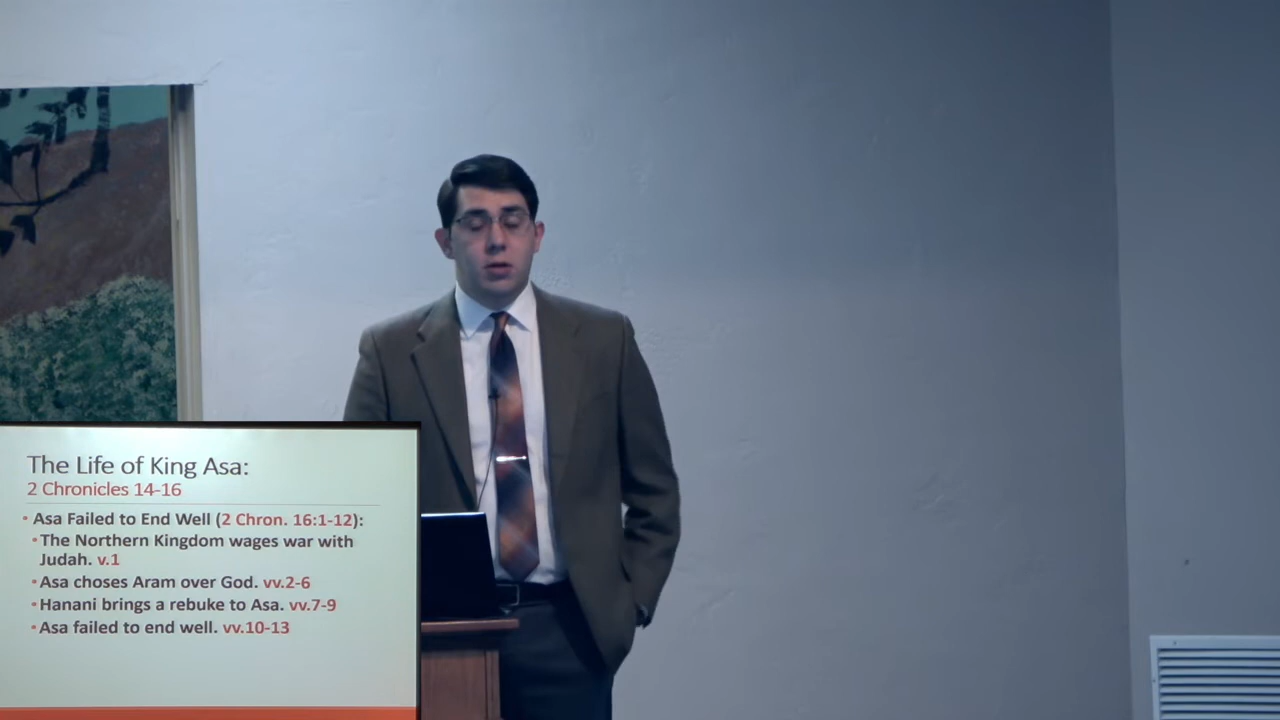 The Life of King Asa:
2 Chronicles 14-16
• Asa Failed to End Well (2 Chron. 16:1-12):
• The Northern Kingdom wages war with
Judah. v.1
• Asa choses Aram over God. vv.2-6
• Hanani brings a rebuke to Asa. vv.7-9
• Asa failed to end well. vv.10-13